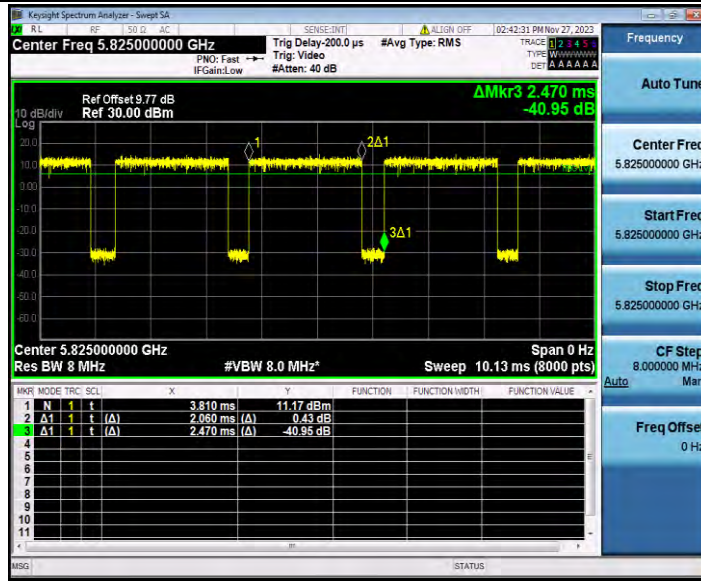 Keysight Spectrum Analyzer - Swept SA
RL RF 50 Ω AC SENSE:INT ALIGN OFF 02:42:31 PM Nov 27, 2023
Center Freq 5.825000000 GHz
PNO: Fast
IFGain:Low
Trig Delay-200.0 µs
Trig: Video
#Atten: 40 dB
#Avg Type: RMS
TRACE 1 2 3 4 5 6
TYPE W
DET A A A A A A
ΔMkr3 2.470 ms
-40.95 dB
Ref Offset 9.77 dB
10 dB/div Ref 30.00 dBm
Log
20.0
10.0
0.00
-10.0
-20.0
-30.0
-40.0
-50.0
-60.0
1
2Δ1
3Δ1
Center 5.825000000 GHz Span 0 Hz
Res BW 8 MHz #VBW 8.0 MHz* Sweep 10.13 ms (8000 pts)
MKR MODE TRC SCL X Y FUNCTION FUNCTION WIDTH FUNCTION VALUE
1 N 1 t 3.810 ms 11.17 dBm
2 Δ1 1 t (Δ) 2.060 ms (Δ) 0.43 dB
3 Δ1 1 t (Δ) 2.470 ms (Δ) -40.95 dB
4
5
6
7
8
9
10
11
MSG STATUS
Frequency
Auto Tune
Center Freq
5.825000000 GHz
Start Freq
5.825000000 GHz
Stop Freq
5.825000000 GHz
CF Step
8.000000 MHz
Auto Man
Freq Offset
0 Hz